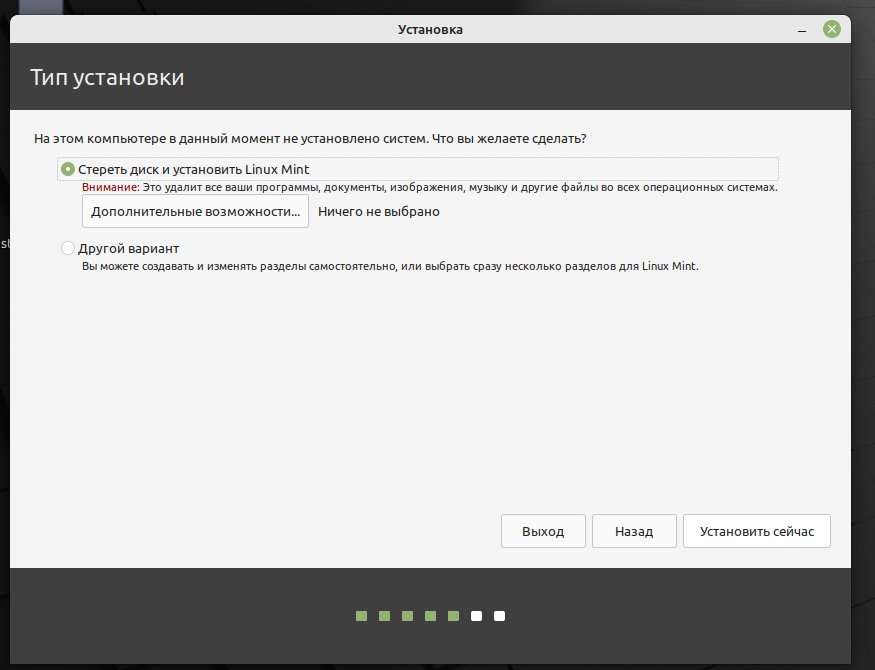 Установка
Тип установки
На этом компьютере в данный момент не установлено систем. Что вы желаете сделать?
Стереть диск и установить Linux Mint
Внимание: Это удалит все ваши программы, документы, изображения, музыку и другие файлы во всех операционных системах.
Дополнительные возможности... Ничего не выбрано
Другой вариант
Вы можете создавать и изменять разделы самостоятельно, или выбрать сразу несколько разделов для Linux Mint.
Выход Назад Установить сейчас